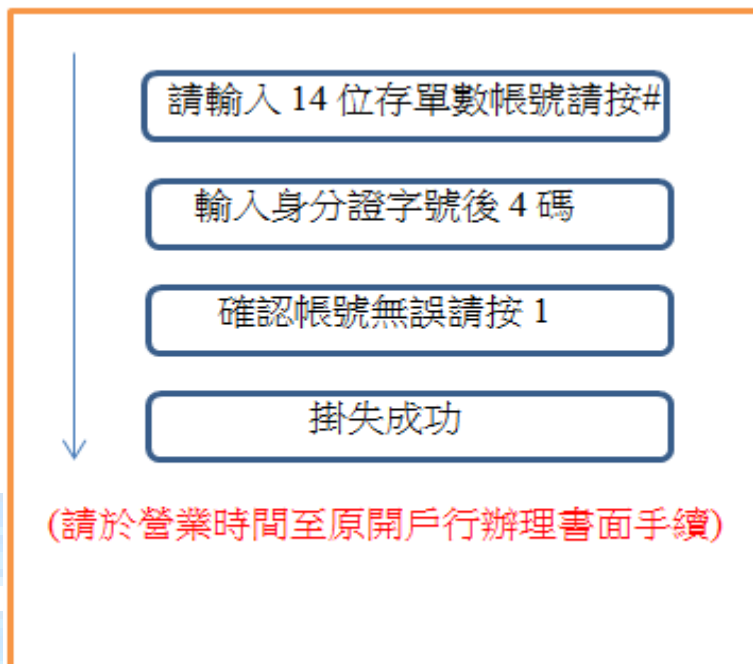 請輸入 14 位存單數帳號請按#
輸入身分證字號後 4 碼
確認帳號無誤請按 1
掛失成功
(請於營業時間至原開戶行辦理書面手續)